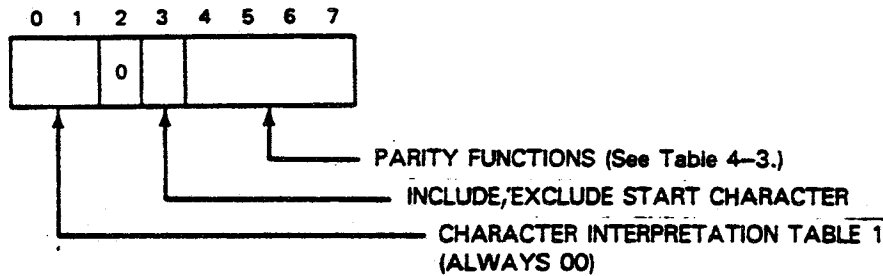 0 1 2 3 4 5 6 7
0
PARITY FUNCTIONS (See Table 4–3.)
INCLUDE/EXCLUDE START CHARACTER
CHARACTER INTERPRETATION TABLE 1
(ALWAYS 00)